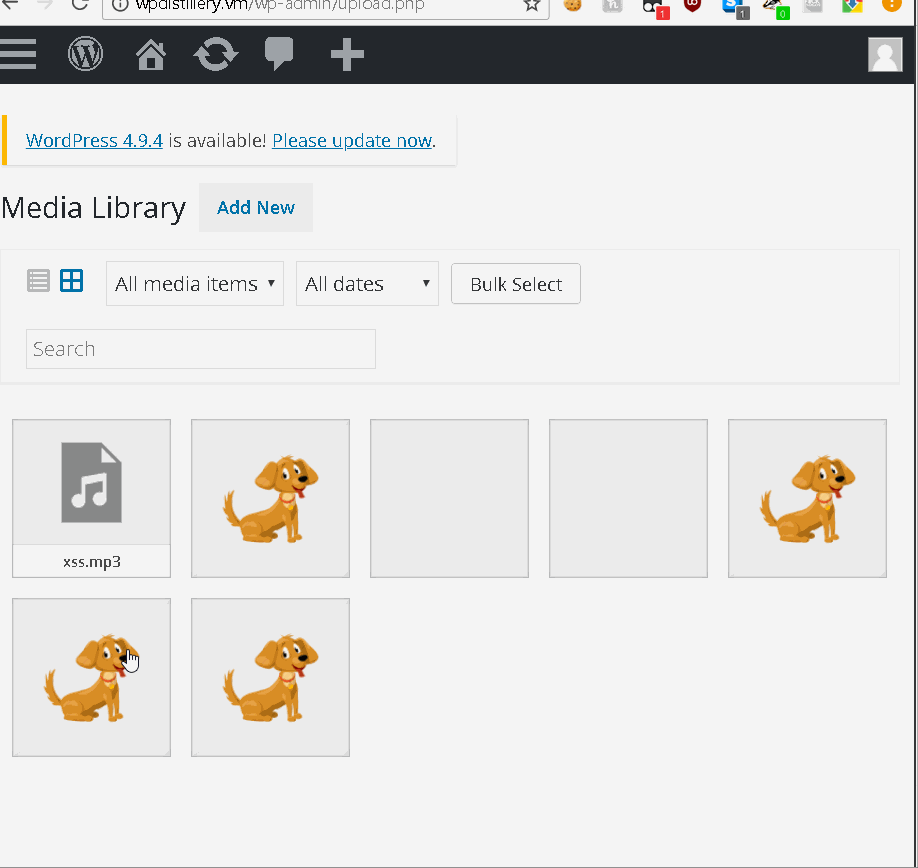 wpdistillery.vm/wp-admin/upload.php
1
1
0
WordPress 4.9.4 is available! Please update now.
Media Library Add New
All media items All dates Bulk Select
Search
xss.mp3